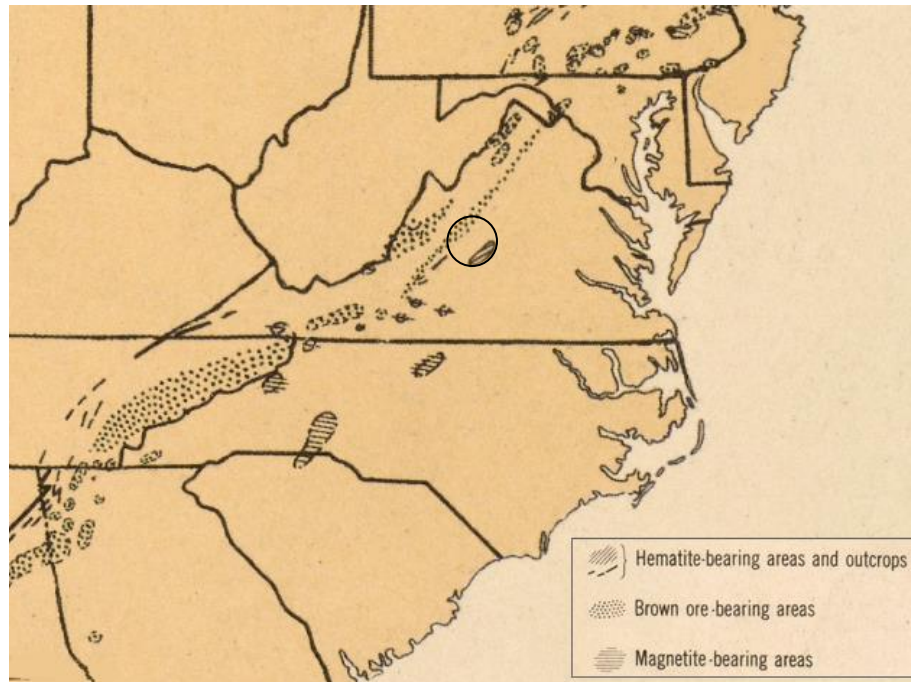 Hematite-bearing areas and outcrops
Brown ore-bearing areas
Magnetite-bearing areas